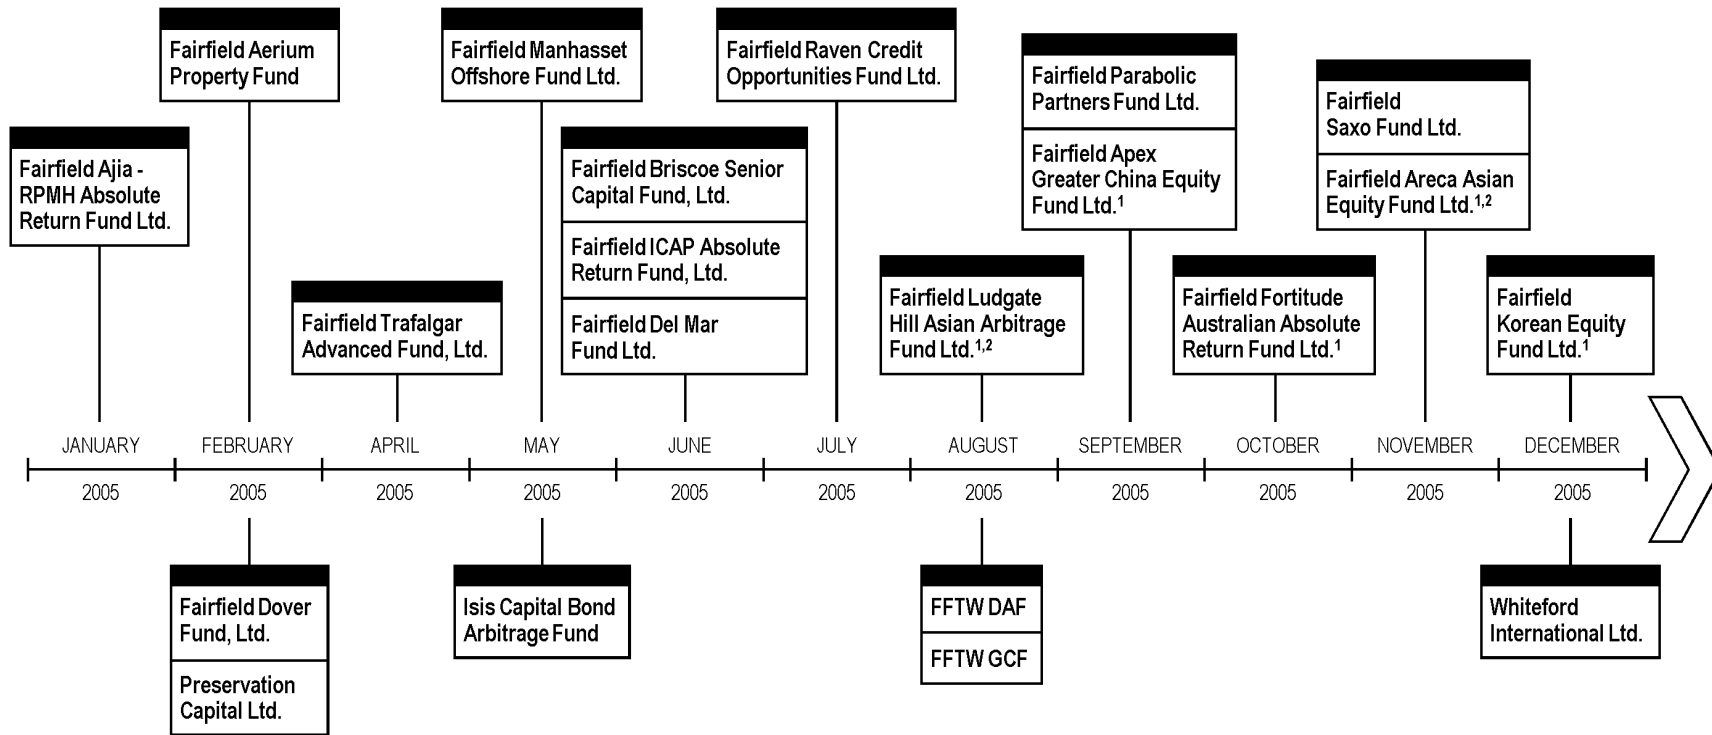 Fairfield Aerium
Property Fund
Fairfield Manhasset
Offshore Fund Ltd.
Fairfield Raven Credit
Opportunities Fund Ltd.
Fairfield Parabolic
Partners Fund Ltd.
Fairfield Apex
Greater China Equity
Fund Ltd.¹
Fairfield
Saxo Fund Ltd.
Fairfield Areca Asian
Equity Fund Ltd.¹,²
Fairfield Ajia -
RPMH Absolute
Return Fund Ltd.
Fairfield Briscoe Senior
Capital Fund, Ltd.
Fairfield ICAP Absolute
Return Fund, Ltd.
Fairfield Del Mar
Fund Ltd.
Fairfield Trafalgar
Advanced Fund, Ltd.
Fairfield Ludgate
Hill Asian Arbitrage
Fund Ltd.¹,²
Fairfield Fortitude
Australian Absolute
Return Fund Ltd.¹
Fairfield
Korean Equity
Fund Ltd.¹
JANUARY FEBRUARY APRIL MAY JUNE JULY AUGUST SEPTEMBER OCTOBER NOVEMBER DECEMBER
2005 2005 2005 2005 2005 2005 2005 2005 2005 2005 2005
Fairfield Dover
Fund, Ltd.
Preservation
Capital Ltd.
Isis Capital Bond
Arbitrage Fund
FFTW DAF
FFTW GCF
Whiteford
International Ltd.